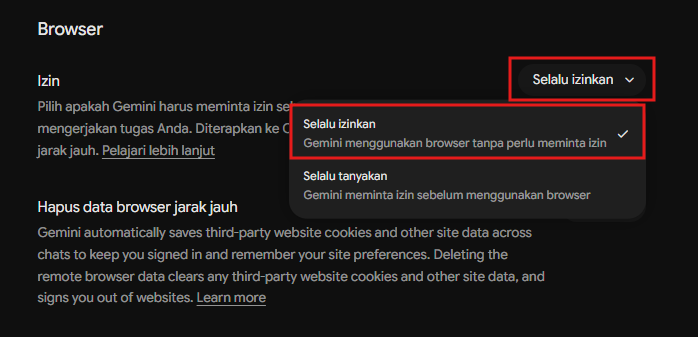 Browser
Izin
Selalu izinkan
Pilih apakah Gemini harus meminta izin se
mengerjakan tugas Anda. Diterapkan ke C
jarak jauh. Pelajari lebih lanjut
Selalu izinkan
Gemini menggunakan browser tanpa perlu meminta izin
Selalu tanyakan
Gemini meminta izin sebelum menggunakan browser
Hapus data browser jarak jauh
Gemini automatically saves third-party website cookies and other site data across
chats to keep you signed in and remember your site preferences. Deleting the
remote browser data clears any third-party website cookies and other site data, and
signs you out of websites. Learn more